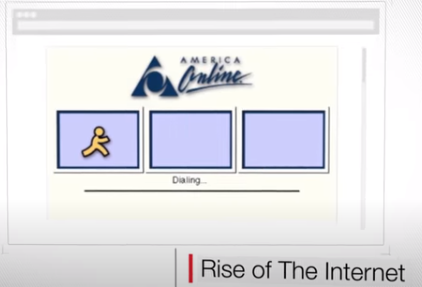 AMERICA
Online
Dialing...
Rise of The Internet